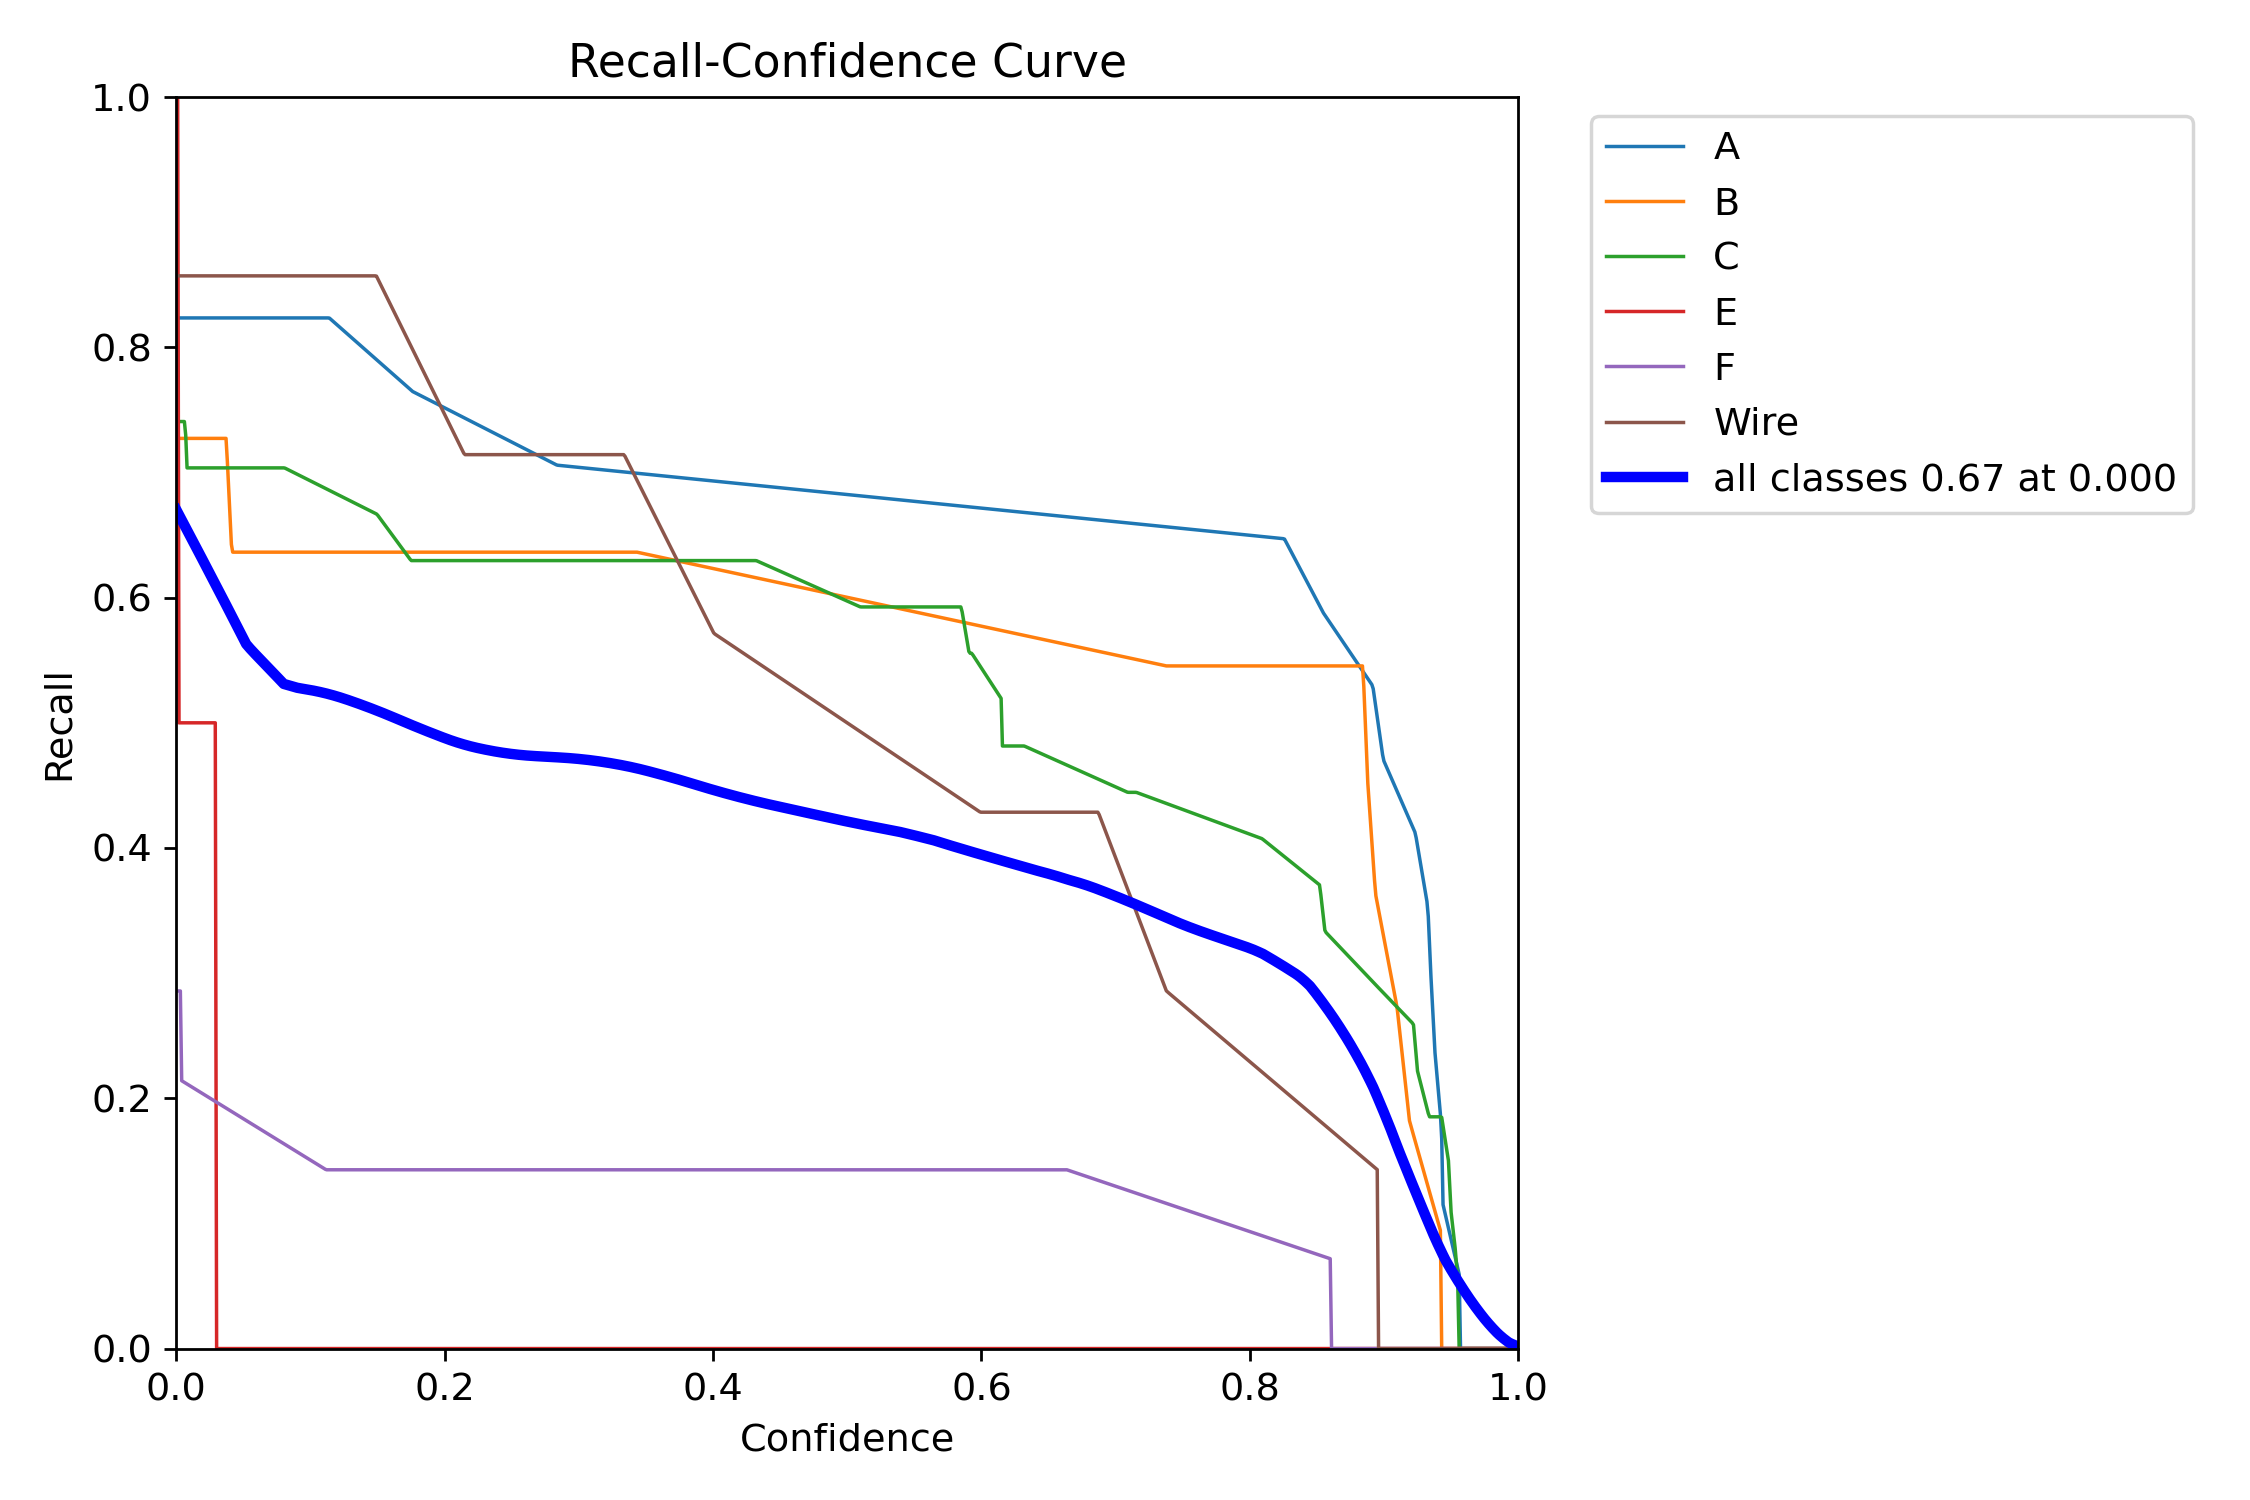 Recall-Confidence Curve
1.0
0.8
0.6
0.4
0.2
0.0
Recall
0.0 0.2 0.4 0.6 0.8 1.0
Confidence
A
B
C
E
F
Wire
all classes 0.67 at 0.000